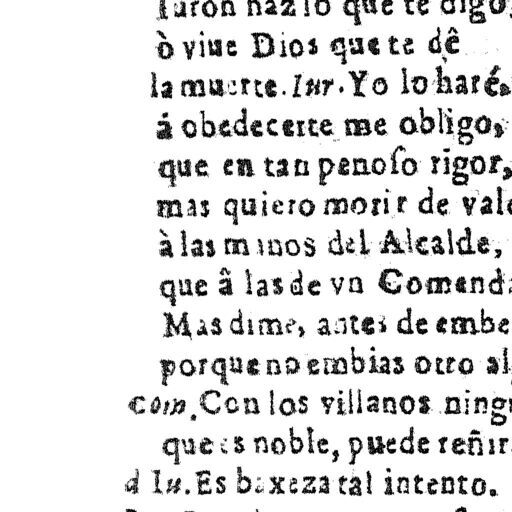 Iuron haz lo que te digo,
ò viue Dios que te dê
la muerte. Iur. Yo lo haré,
á obedecerte me obligo,
que en tan penoſo rigor,
mas quiero morir de vale
à las manos del Alcalde,
que â las de vn Comenda
Mas dime, antes de embe
porque no embias otro al
com. Con los villanos ning
que es noble, puede reñir
d Iu. Es baxeza tal intento.